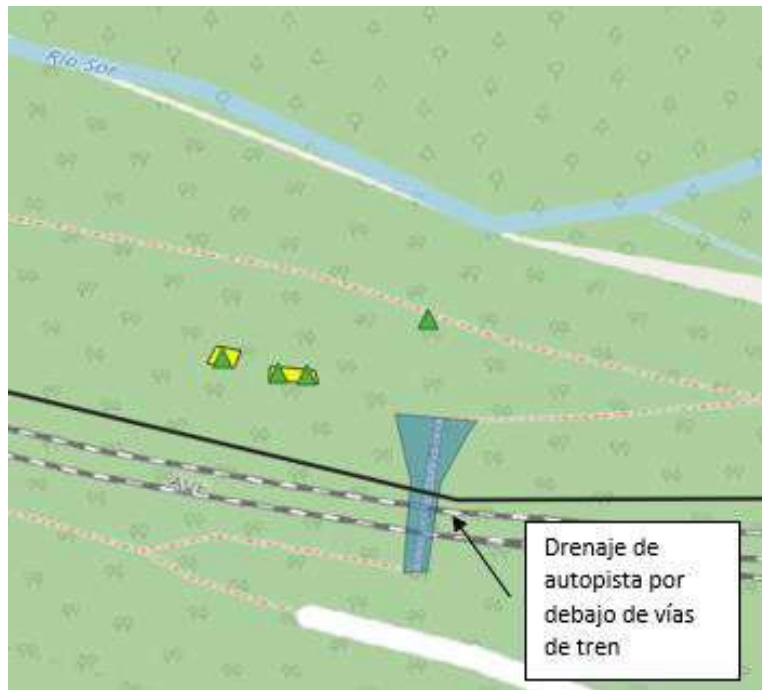 Río Sor
AVE
Drenaje de
autopista por
debajo de vías
de tren